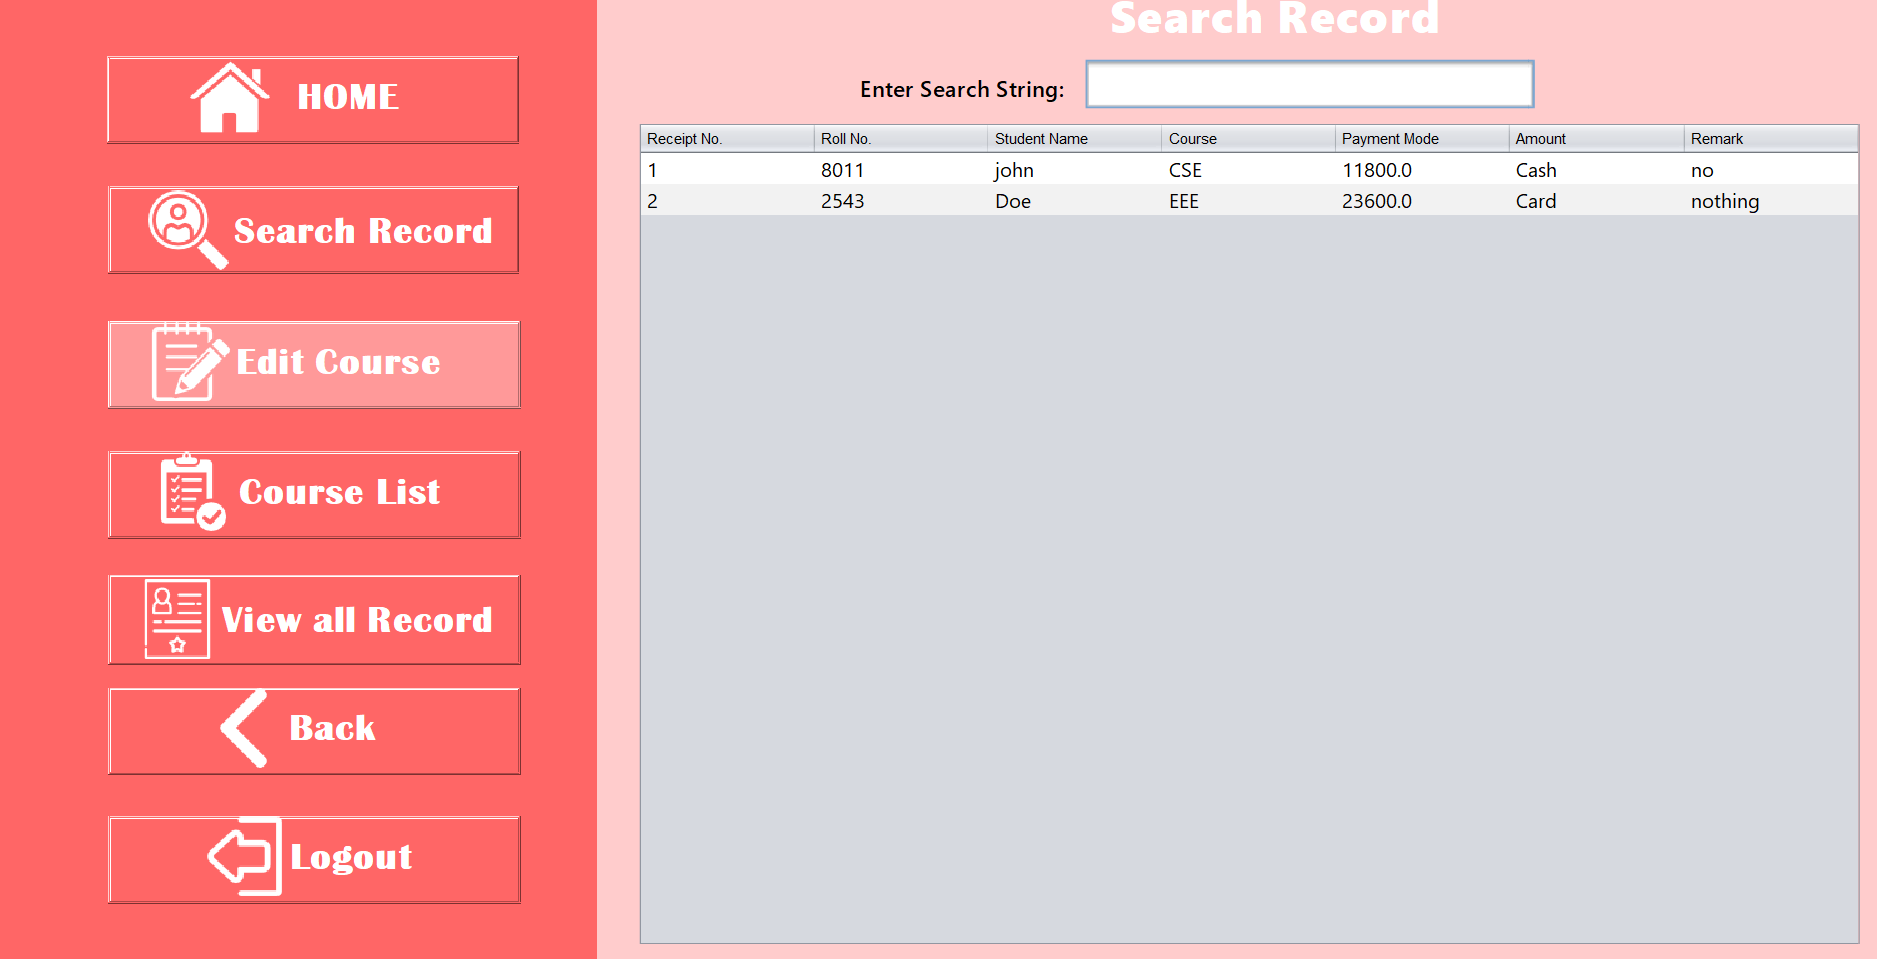 HOME
Search Record
Edit Course
Course List
View all Record
Back
Logout
Search Record
Enter Search String:
Receipt No. Roll No. Student Name Course Payment Mode Amount Remark
1 8011 john CSE 11800.0 Cash no
2 2543 Doe EEE 23600.0 Card nothing